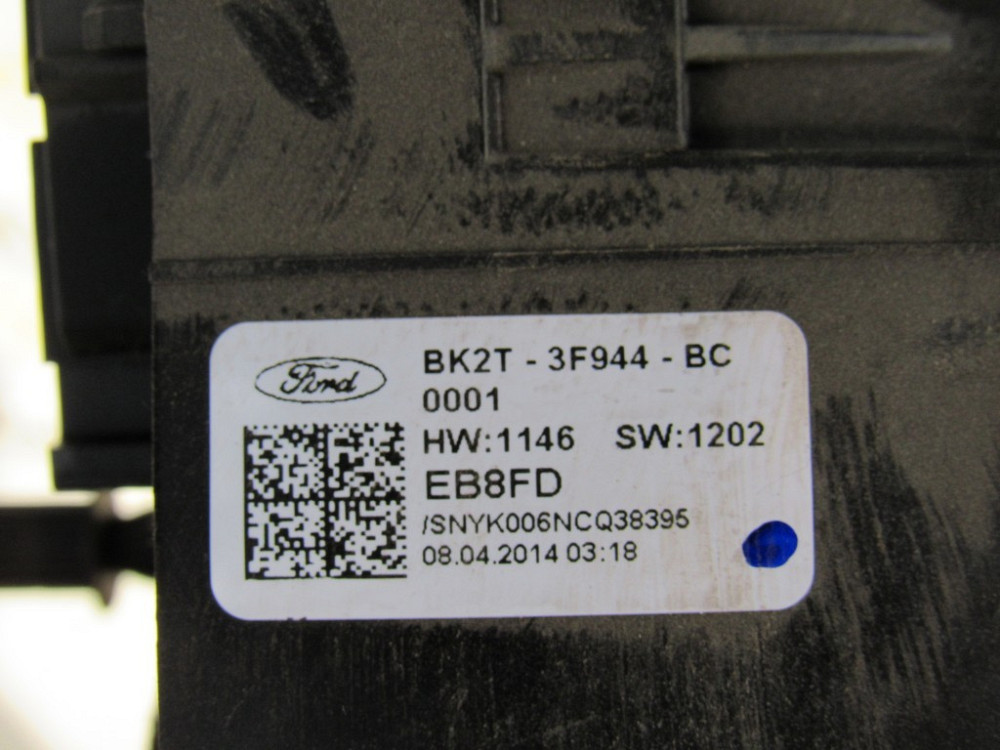 Ford
BK2T - 3F944 - BC
0001
HW:1146 SW:1202
EB8FD
/SNYK006NCQ38395
08.04.2014 03:18